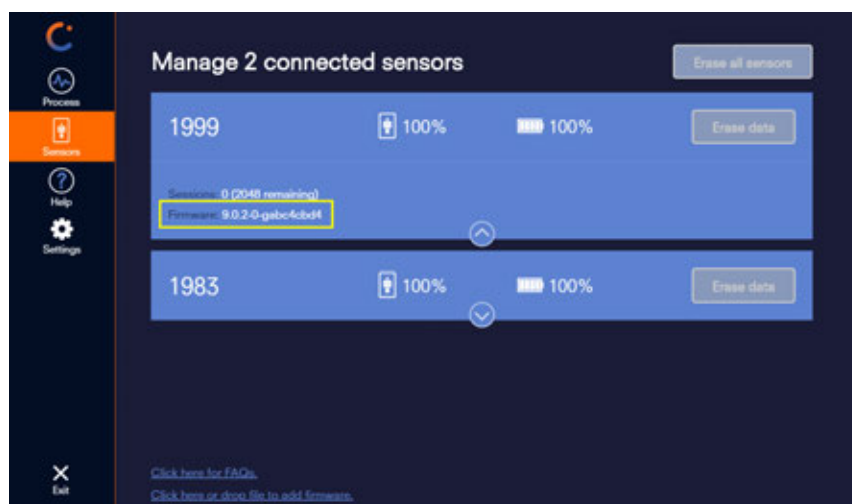 Manage 2 connected sensors
Erase all sensors
Process
1999 100% 100% Erase data
Sensors
Sessions: 0 (2048 remaining)
Help
Firmware: 9.0.2-0-gabc4cbd4
Settings
1983 100% 100% Erase data
Click here for FAQs.
Exit
Click here or drop file to add firmware.